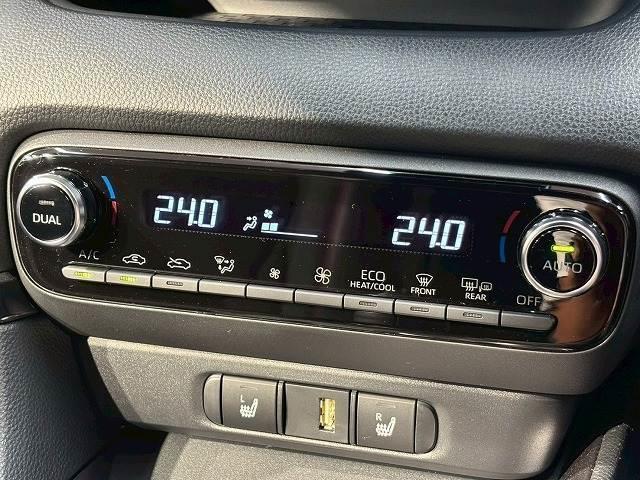 DUAL
24.0
24.0
AUTO
A/C
ECO
HEAT/COOL
FRONT
REAR
OFF
L
R